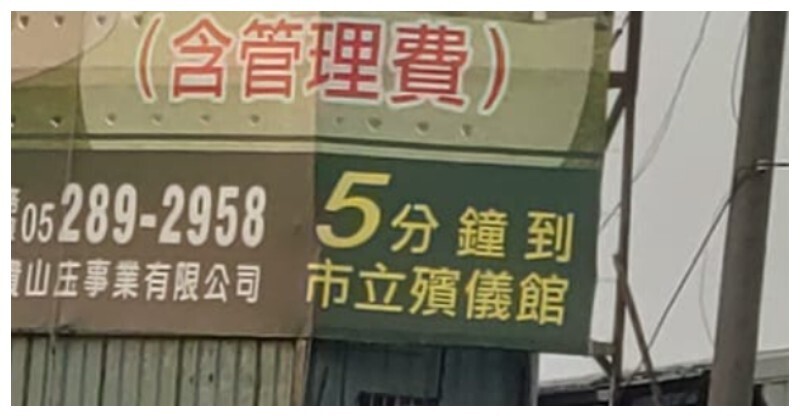 (含管理費)
05 289-2958
山庄事業有限公司
5分鐘到
市立殯儀館